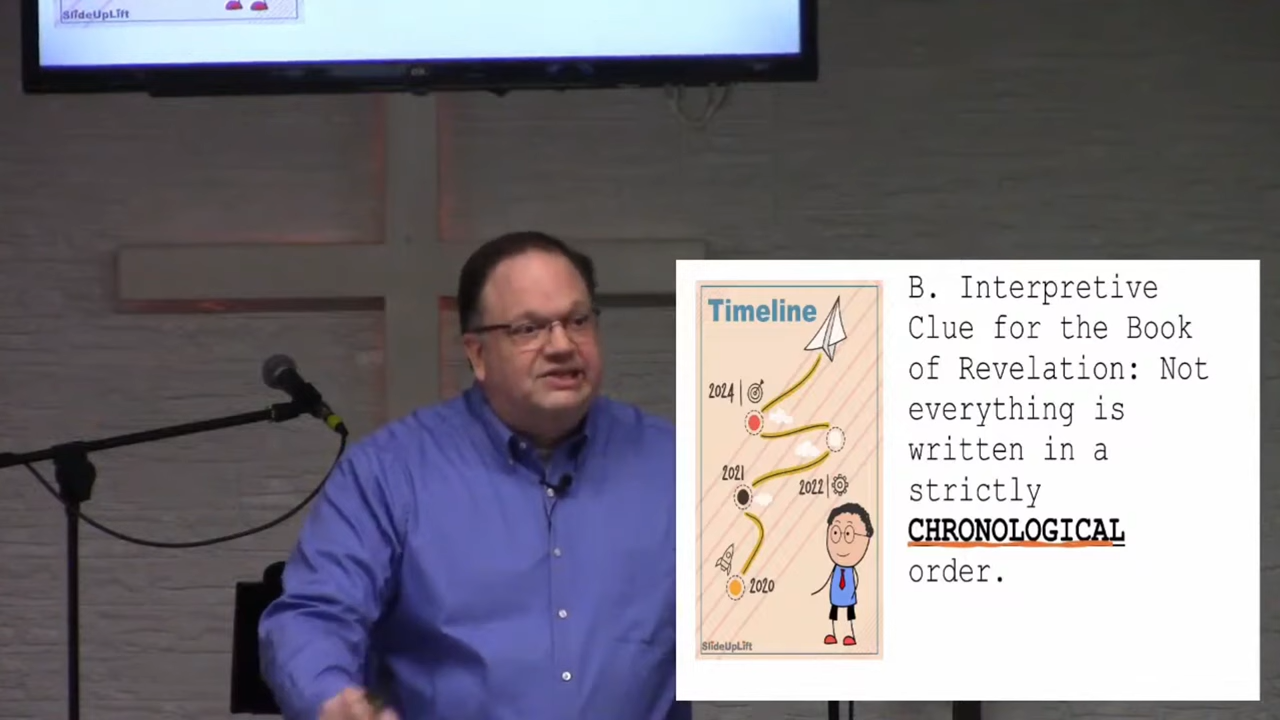 SlideUpLift
Timeline
2024
2021
2022
2020
SlideUpLift
B. Interpretive
Clue for the Book
of Revelation: Not
everything is
written in a
strictly
CHRONOLOGICAL
order.